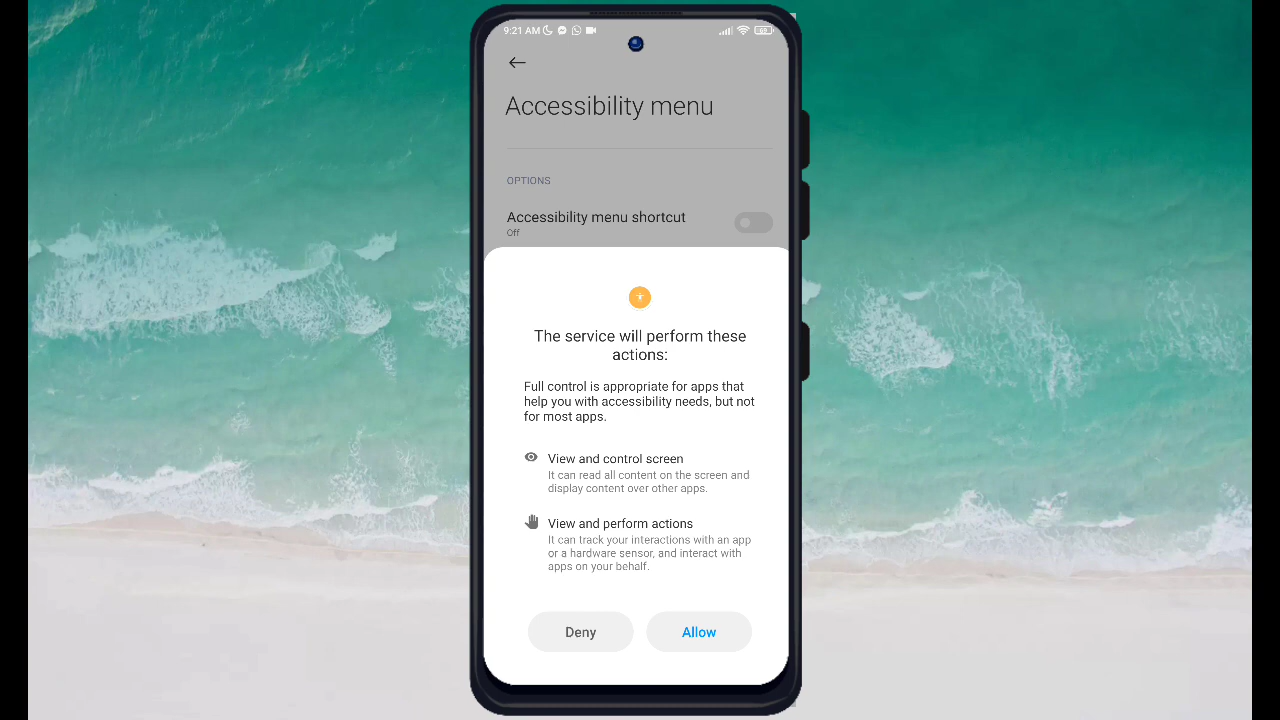 9:21 AM
Accessibility menu
OPTIONS
Accessibility menu shortcut
Off
The service will perform these
actions:
Full control is appropriate for apps that
help you with accessibility needs, but not
for most apps.
View and control screen
It can read all content on the screen and
display content over other apps.
View and perform actions
It can track your interactions with an app
or a hardware sensor, and interact with
apps on your behalf.
Deny
Allow